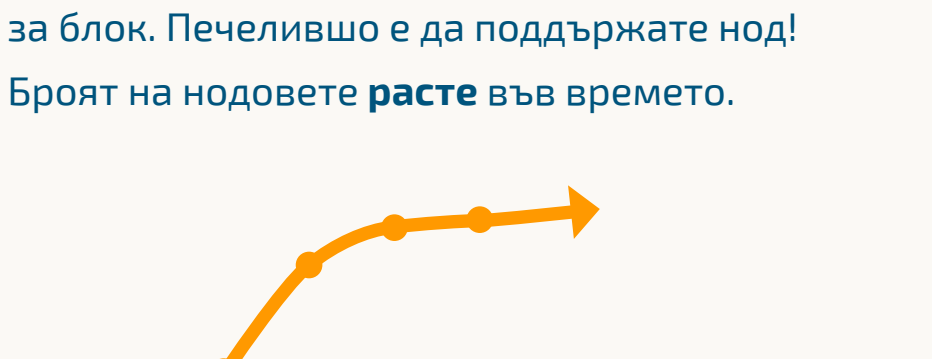 за блок. Печелившо е да поддържате нод!
Броят на нодовете расте във времето.